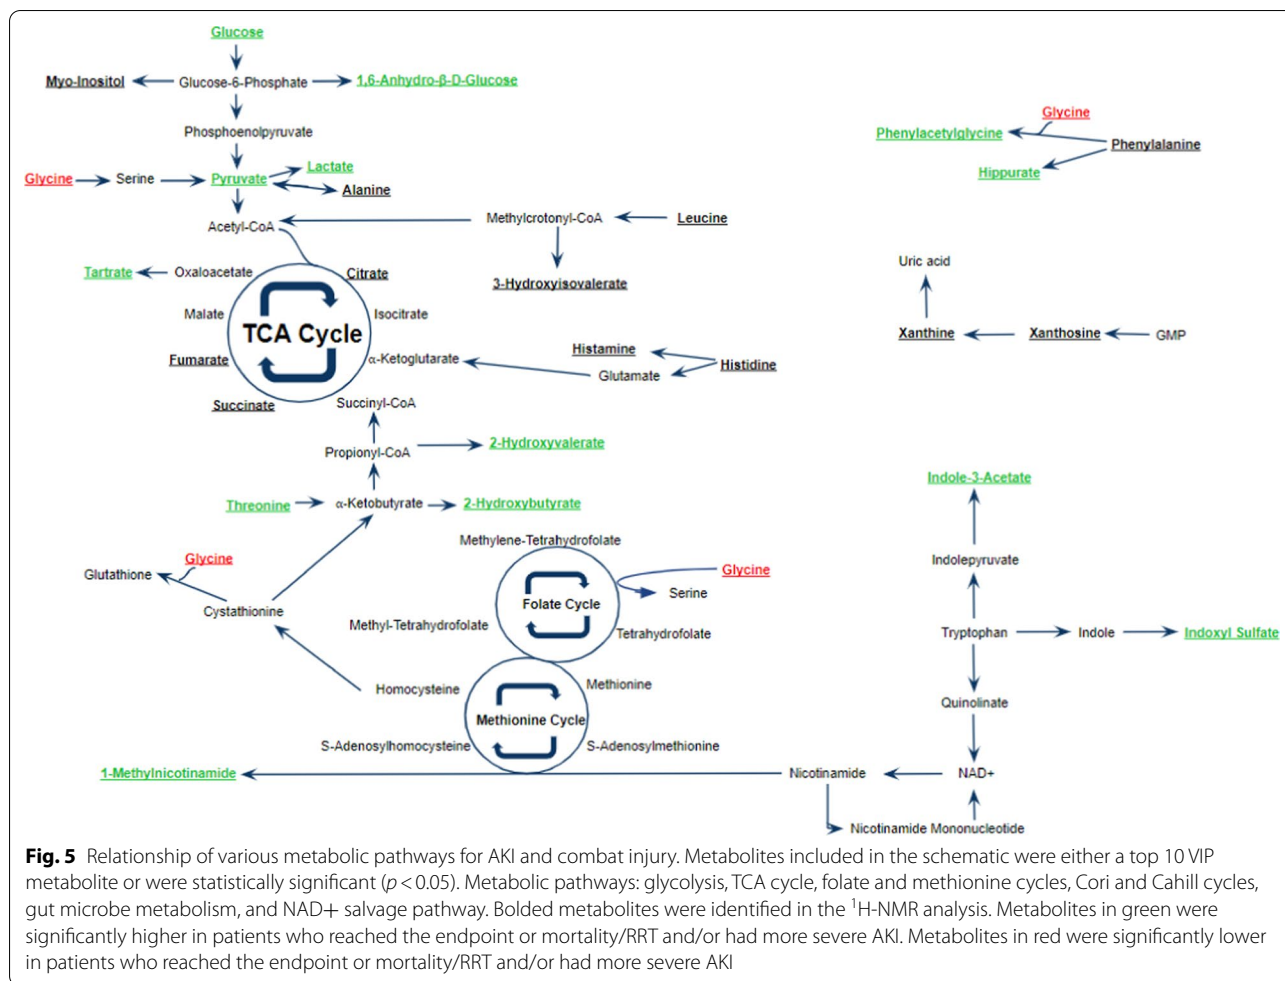 Glucose
Myo-Inositol
Glucose-6-Phosphate
1,6-Anhydro-β-D-Glucose
Phosphoenolpyruvate
Glycine
Serine
Pyruvate
Lactate
Alanine
Acetyl-CoA
Methylcrotonyl-CoA
Leucine
3-Hydroxyisovalerate
Tartrate
Oxaloacetate
Citrate
Malate
Isocitrate
TCA Cycle
Fumarate
α-Ketoglutarate
Succinate
Succinyl-CoA
Histamine
Glutamate
Histidine
Propionyl-CoA
2-Hydroxyvalerate
Threonine
α-Ketobutyrate
2-Hydroxybutyrate
Glutathione
Glycine
Cystathionine
Methylene-Tetrahydrofolate
Folate Cycle
Glycine
Serine
Methyl-Tetrahydrofolate
Tetrahydrofolate
Homocysteine
Methionine
Methionine Cycle
S-Adenosylhomocysteine
S-Adenosylmethionine
1-Methylnicotinamide
Nicotinamide
NAD+
Nicotinamide Mononucleotide
Glycine
Phenylacetylglycine
Phenylalanine
Hippurate
Uric acid
Xanthine
Xanthosine
GMP
Indole-3-Acetate
Indolepyruvate
Tryptophan
Indole
Indoxyl Sulfate
Quinolinate
Fig. 5 Relationship of various metabolic pathways for AKI and combat injury. Metabolites included in the schematic were either a top 10 VIP
metabolite or were statistically significant (p < 0.05). Metabolic pathways: glycolysis, TCA cycle, folate and methionine cycles, Cori and Cahill cycles,
gut microbe metabolism, and NAD+ salvage pathway. Bolded metabolites were identified in the ¹H-NMR analysis. Metabolites in green were
significantly higher in patients who reached the endpoint or mortality/RRT and/or had more severe AKI. Metabolites in red were significantly lower
in patients who reached the endpoint or mortality/RRT and/or had more severe AKI